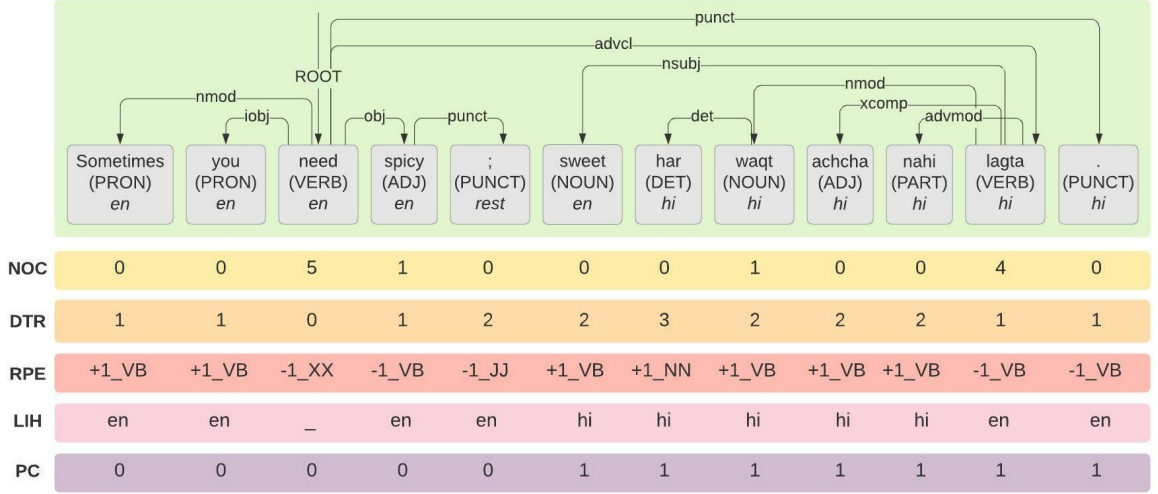 punct
advcl
nsubj
ROOT
nmod
nmod
xcomp
iobj obj punct det advmod
Sometimes you need spicy ; sweet har waqt achcha nahi lagta .
(PRON) (PRON) (VERB) (ADJ) (PUNCT) (NOUN) (DET) (NOUN) (ADJ) (PART) (VERB) (PUNCT)
en en en en rest en hi hi hi hi hi hi
NOC 0 0 5 1 0 0 0 1 0 0 4 0
DTR 1 1 0 1 2 2 3 2 2 2 1 1
RPE +1_VB +1_VB -1_XX -1_VB -1_JJ +1_VB +1_NN +1_VB +1_VB +1_VB -1_VB -1_VB
LIH en en _ en en hi hi hi hi hi en en
PC 0 0 0 0 0 1 1 1 1 1 1 1